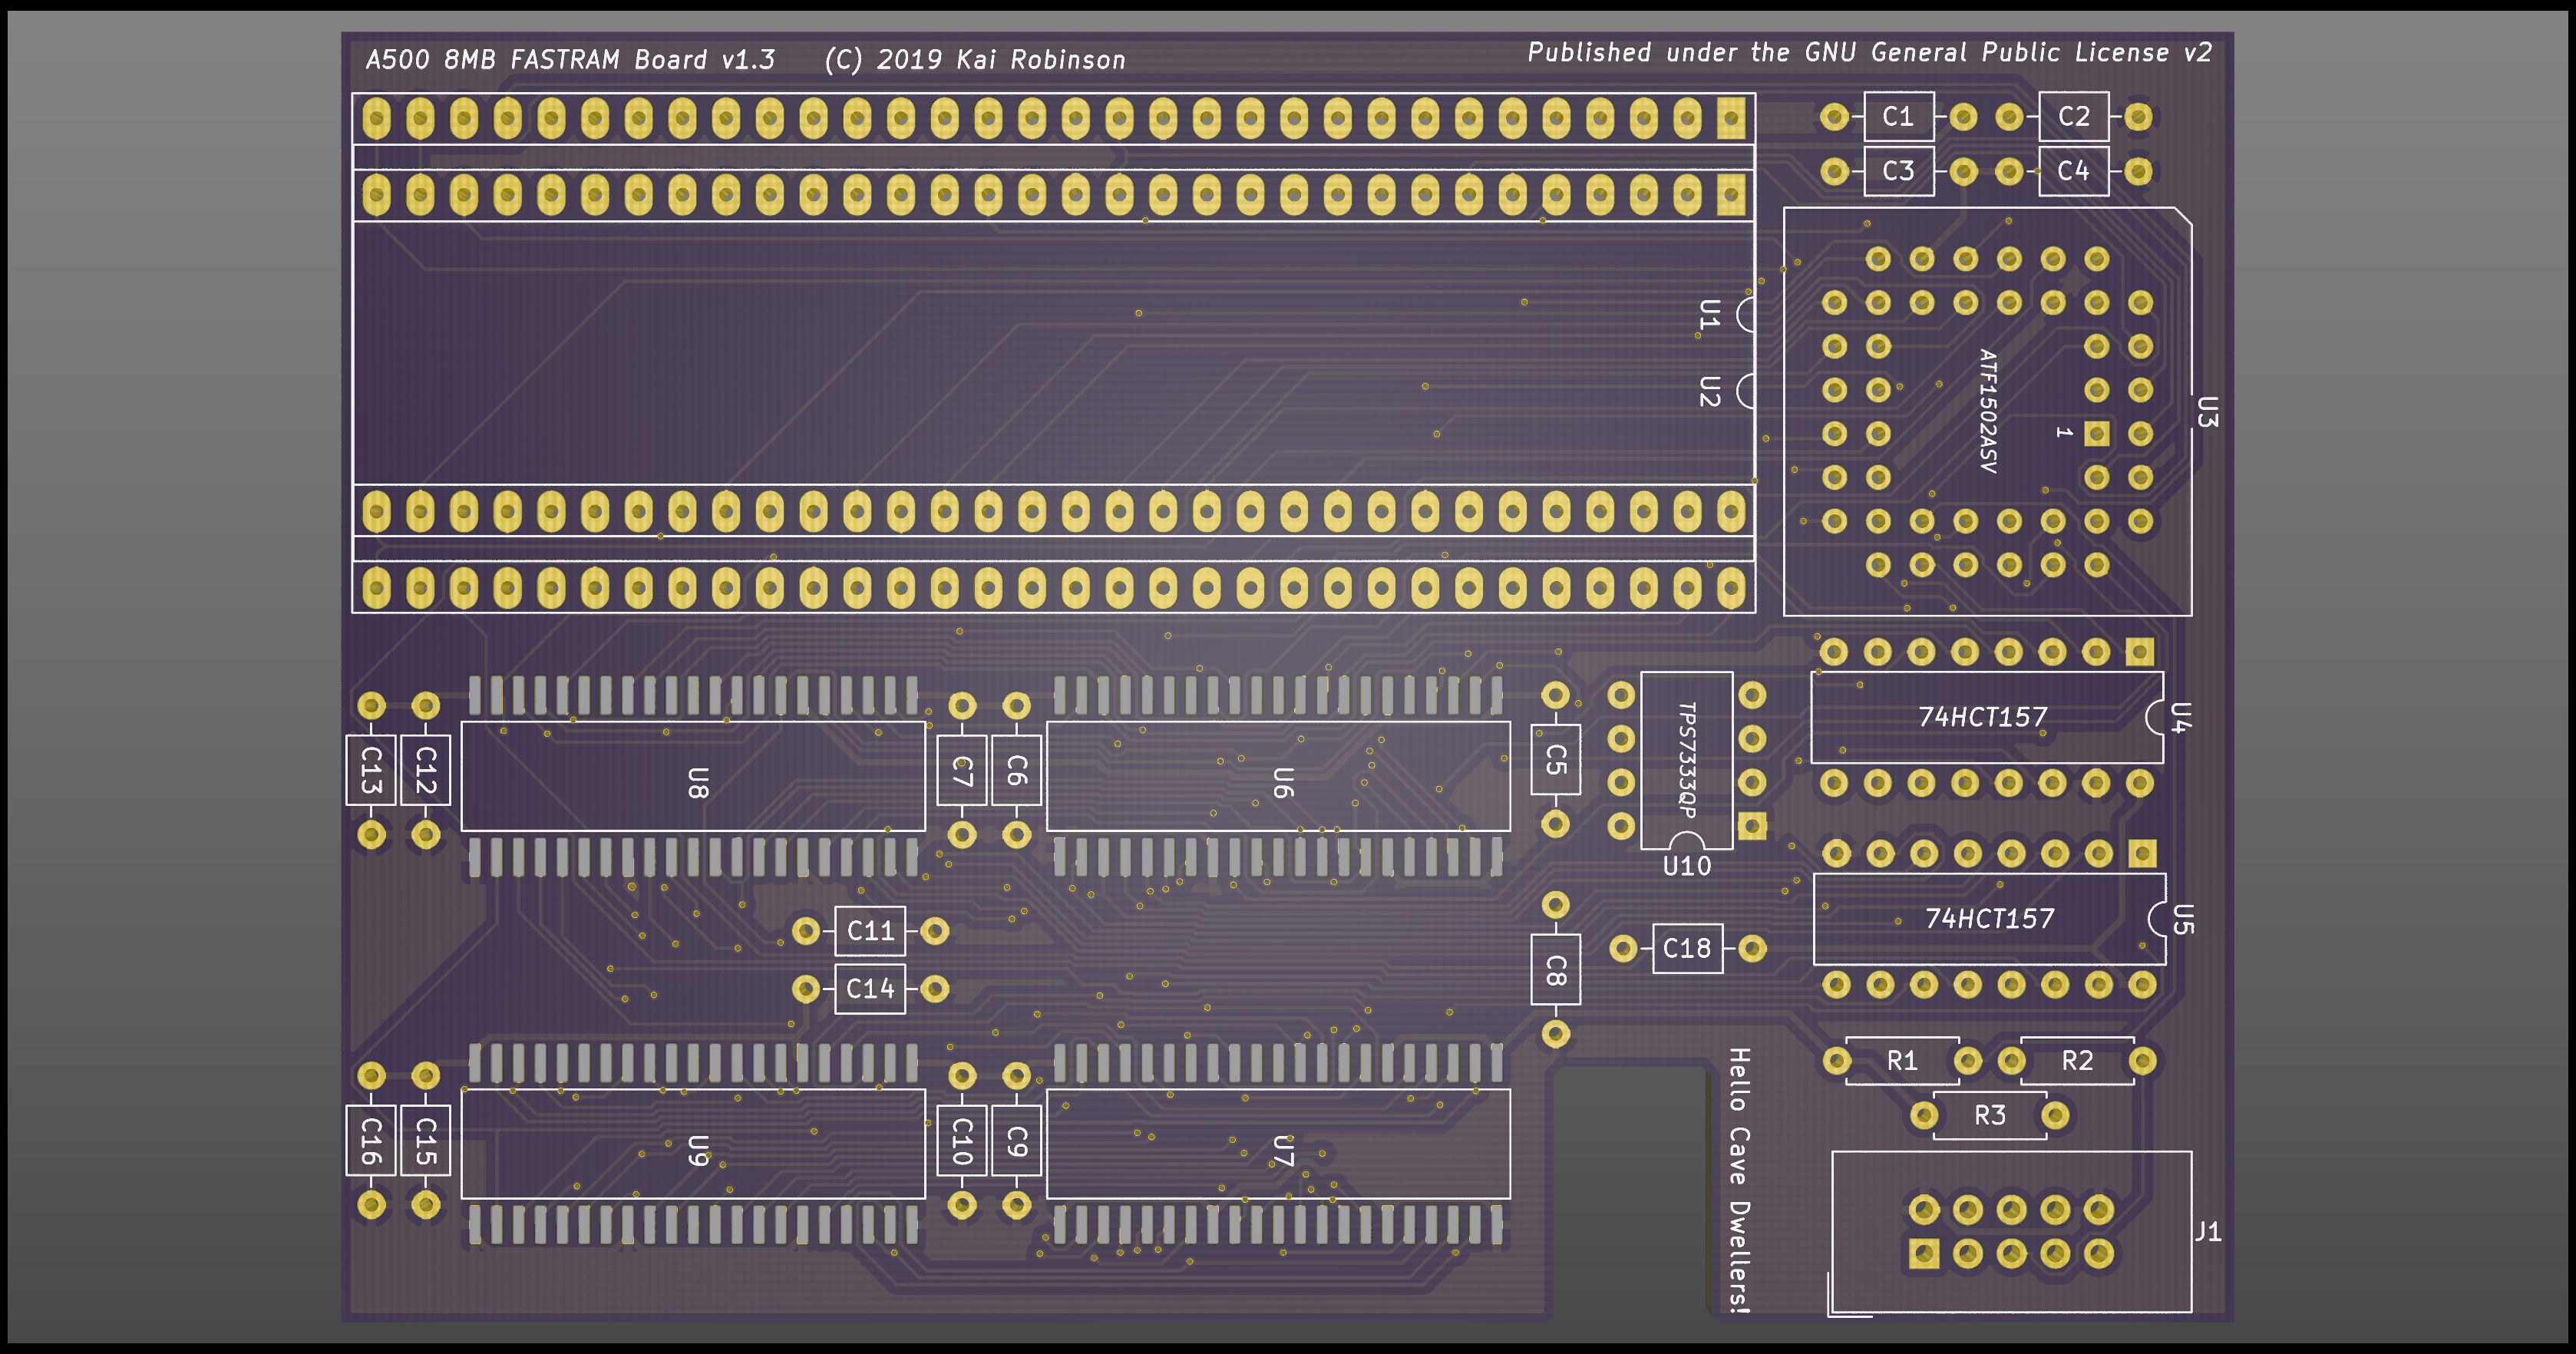 A500 8MB FASTRAM Board v1.3 (C) 2019 Kai Robinson
Published under the GNU General Public License v2
C1
C2
C3
C4
U1
U2
U3
ATF1502ASV
1
74HCT157
U4
TPS7333QP
U10
C13
C12
U8
C7
C6
U6
C5
74HCT157
U5
C11
C14
C8
C18
R1
R2
R3
C16
C15
U9
C10
C9
U7
Hello Cave Dwellers!
J1